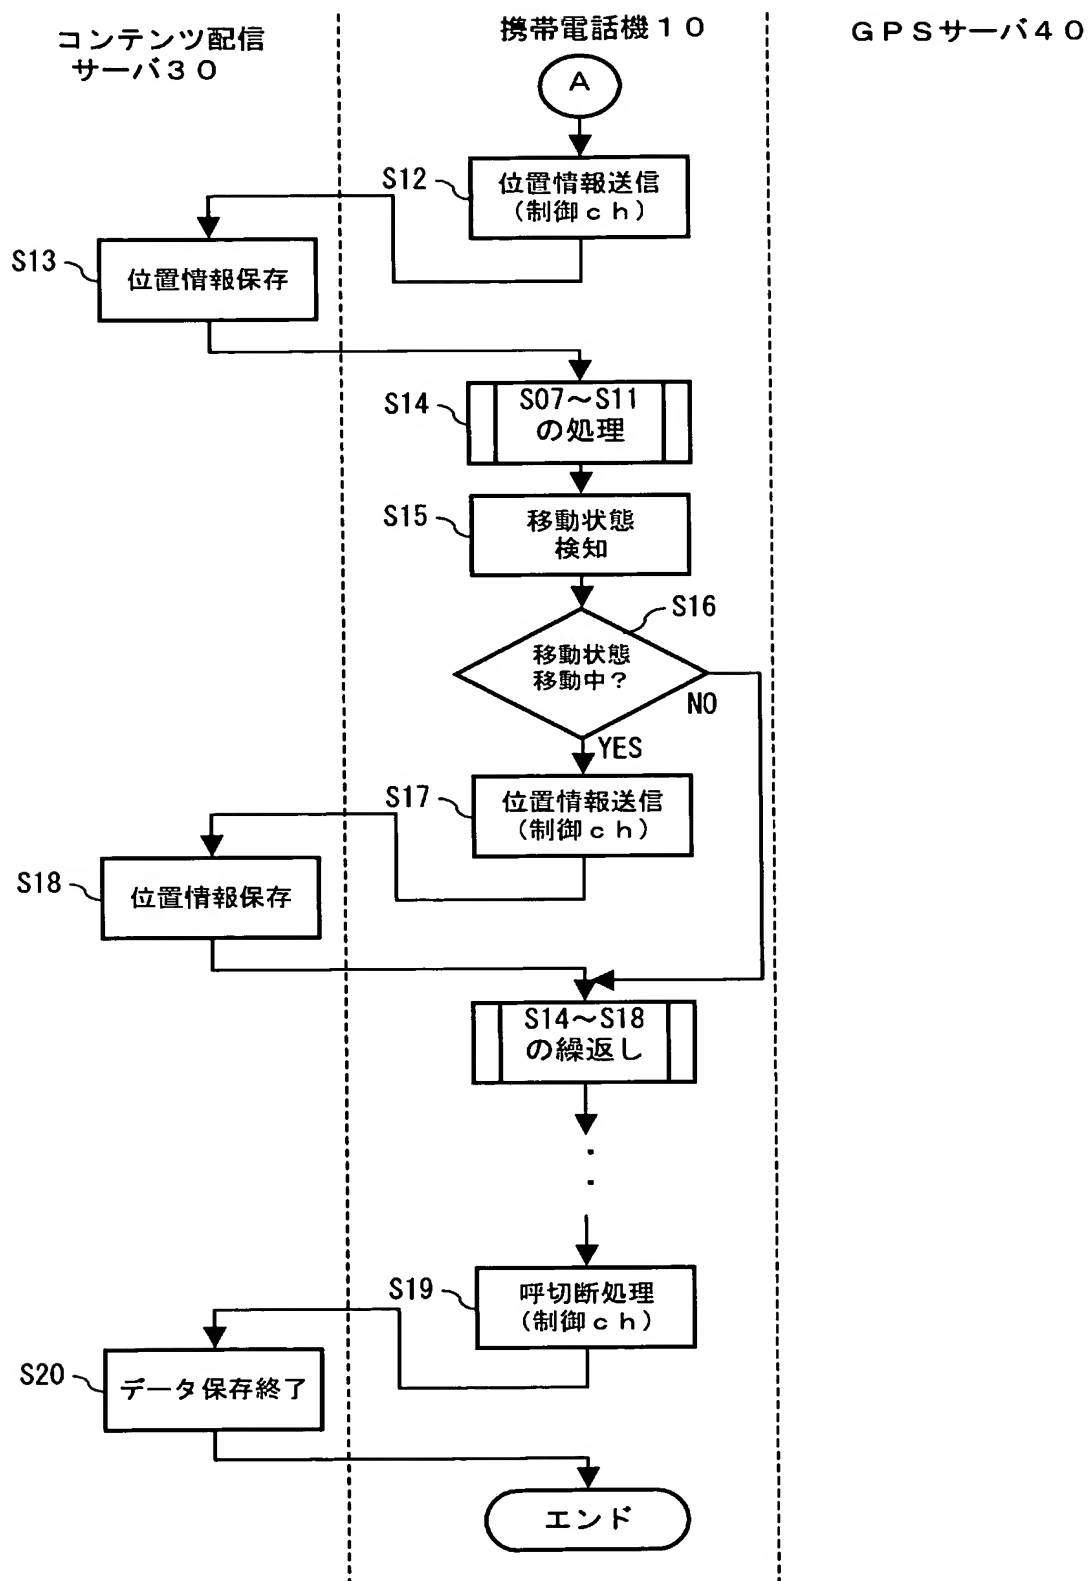 コンテンツ配信
サーバ３０
携帯電話機１０
ＧＰＳサーバ４０
A
S12
位置情報送信
（制御ｃｈ）
S13
位置情報保存
S14
S07～S11
の処理
S15
移動状態
検知
S16
移動状態
移動中？
NO
YES
S17
位置情報送信
（制御ｃｈ）
S18
位置情報保存
S14～S18
の繰返し
S19
呼切断処理
（制御ｃｈ）
S20
データ保存終了
エンド